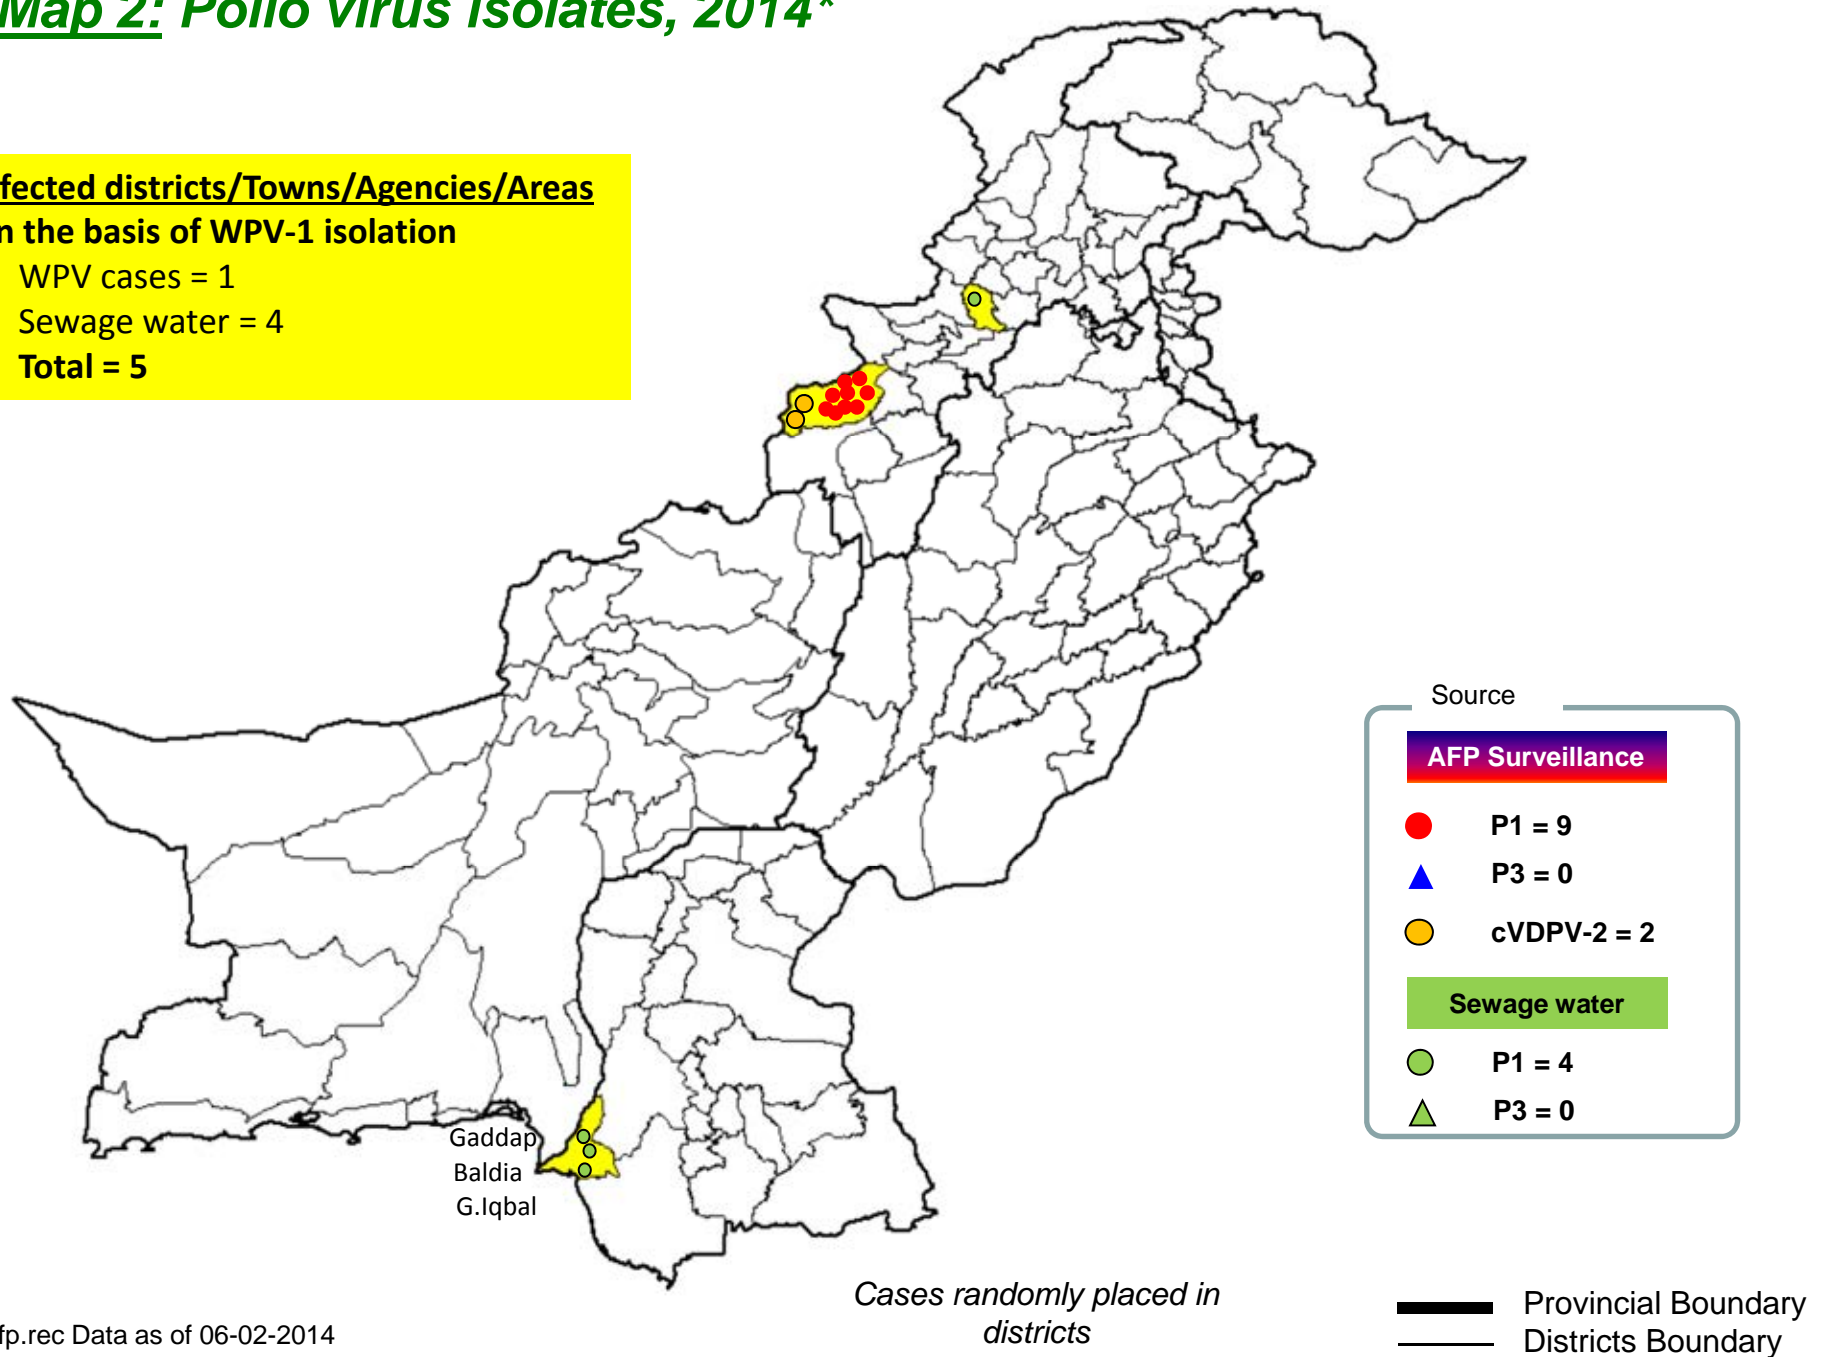 Map 2: Polio virus Isolates, 2014*
fected districts/Towns/Agencies/Areas
n the basis of WPV-1 isolation
WPV cases = 1
Sewage water = 4
Total = 5
Source
AFP Surveillance
P1 = 9
P3 = 0
cVDPV-2 = 2
Sewage water
P1 = 4
P3 = 0
Gaddap
Baldia
G.Iqbal
Cases randomly placed in
districts
Provincial Boundary
Districts Boundary
fp.rec Data as of 06-02-2014